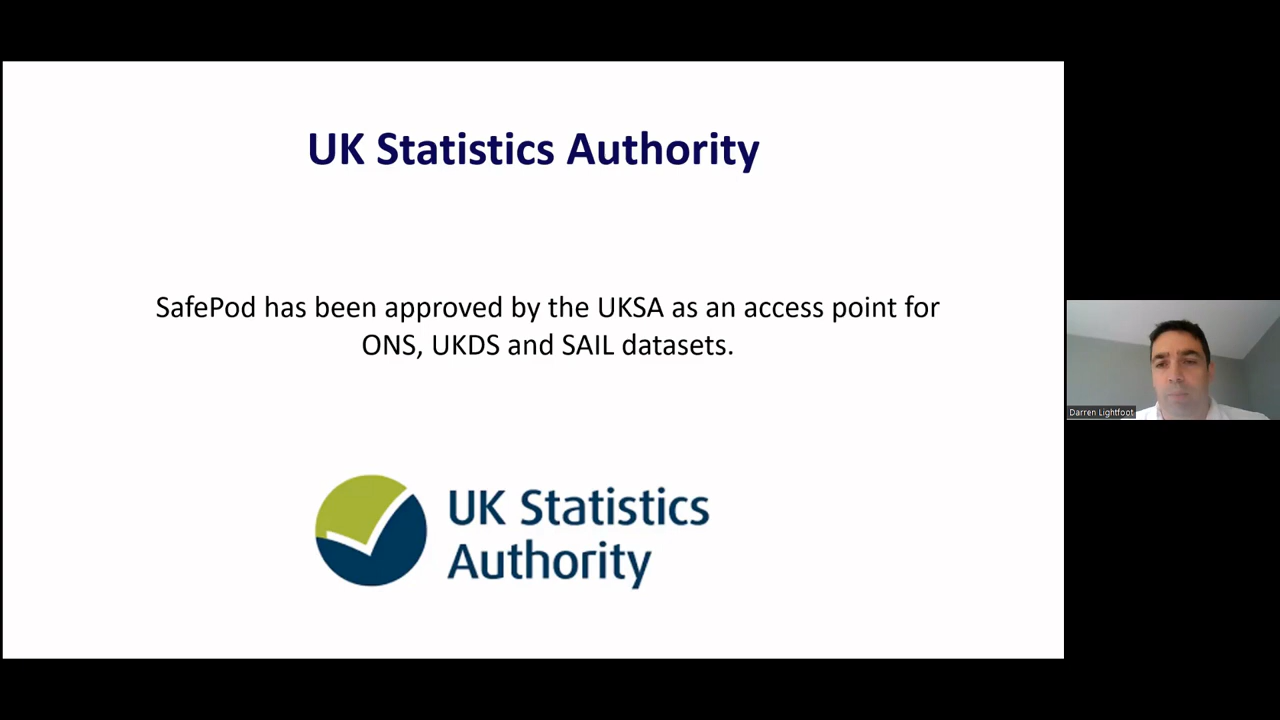 UK Statistics Authority
SafePod has been approved by the UKSA as an access point for
ONS, UKDS and SAIL datasets.
UK Statistics
Authority
Darren Lightfoot